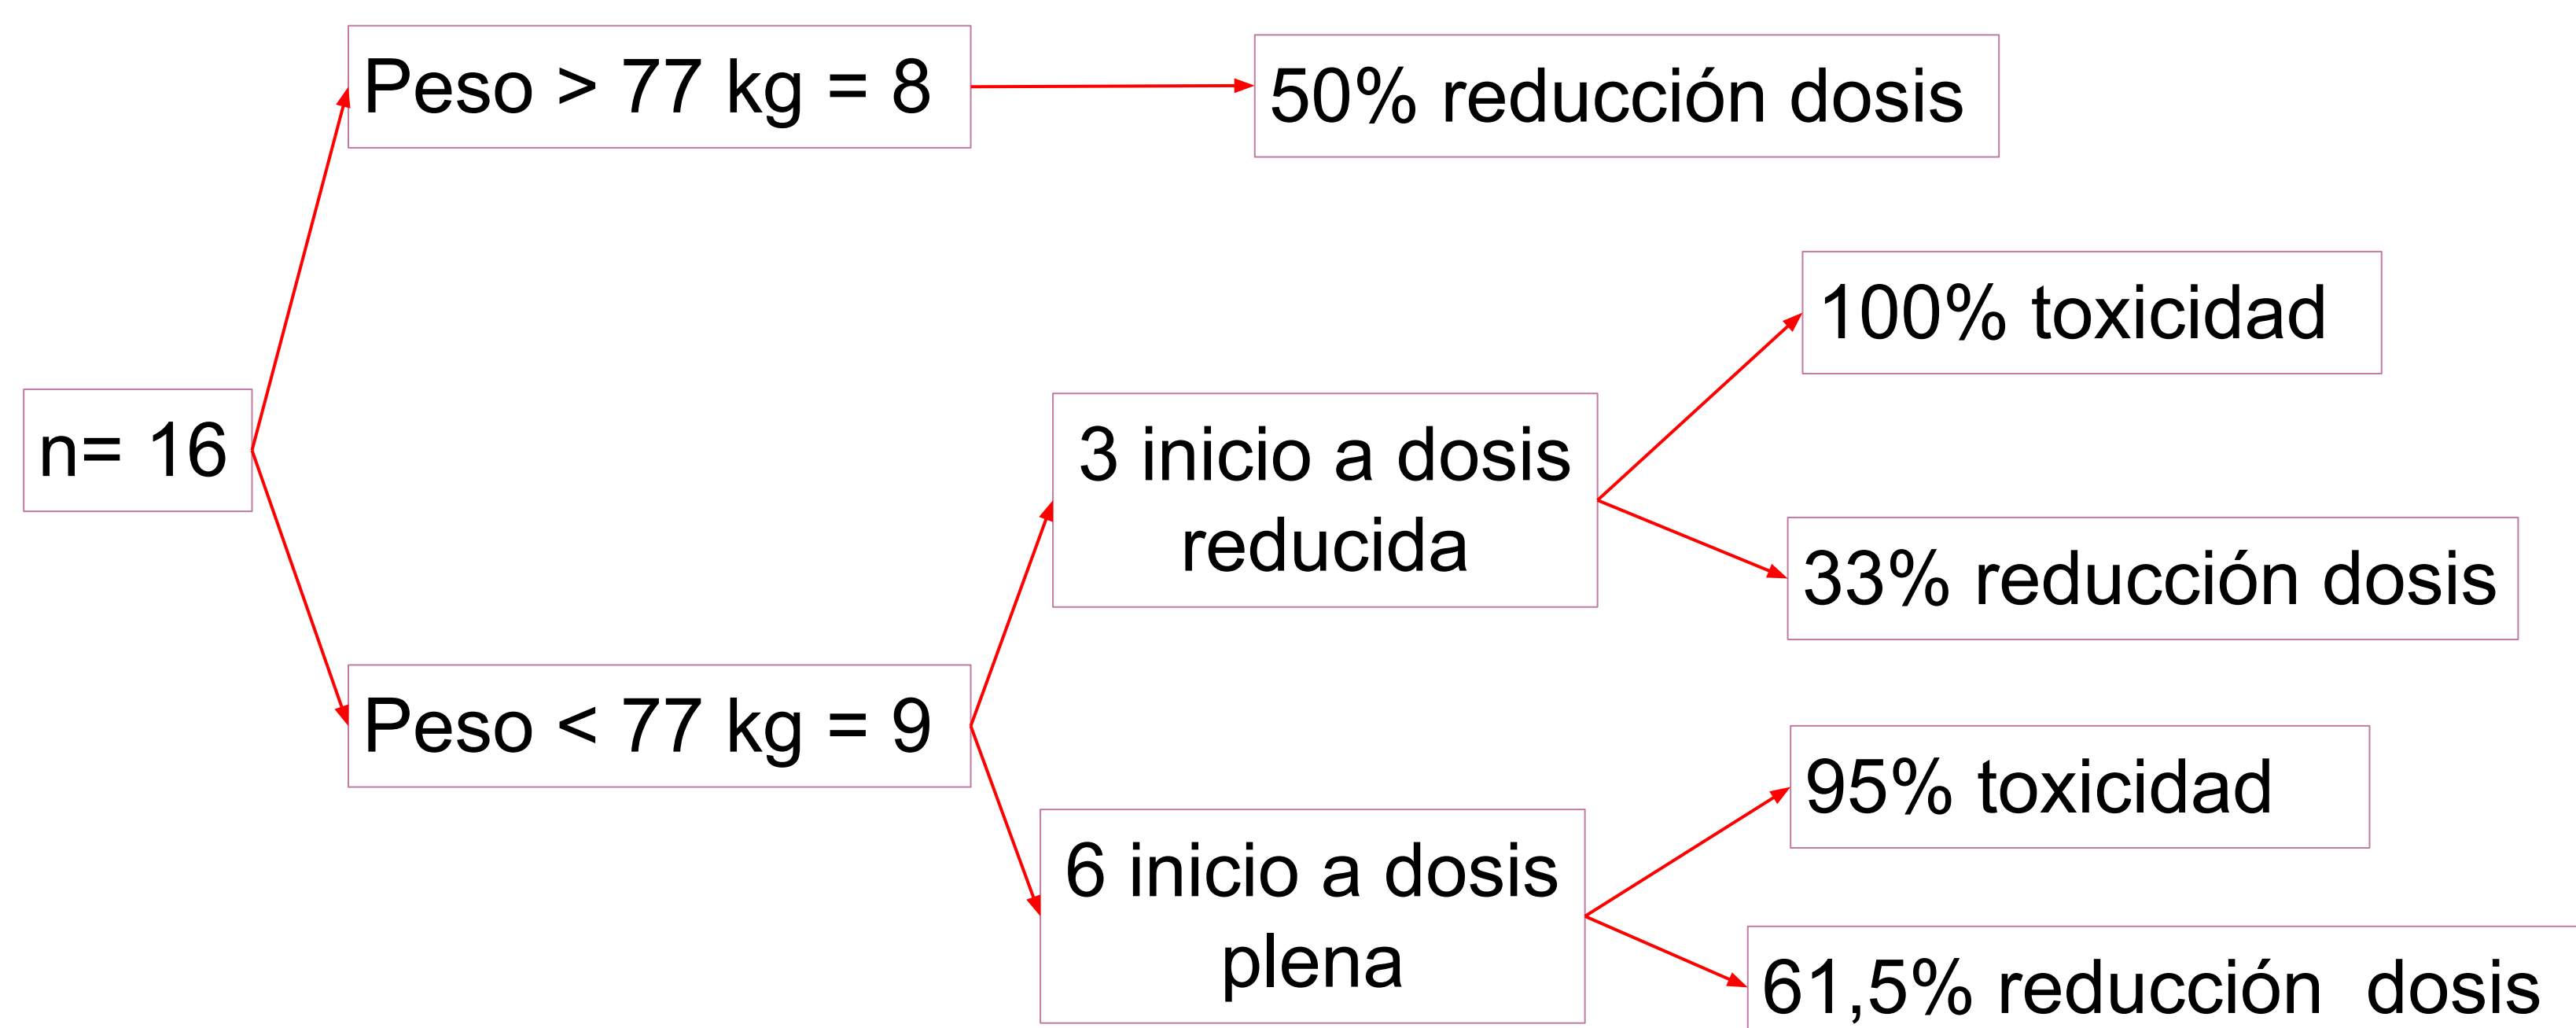 n= 16
Peso > 77 kg = 8
50% reducción dosis
Peso < 77 kg = 9
3 inicio a dosis
reducida
100% toxicidad
33% reducción dosis
6 inicio a dosis
plena
95% toxicidad
61,5% reducción dosis